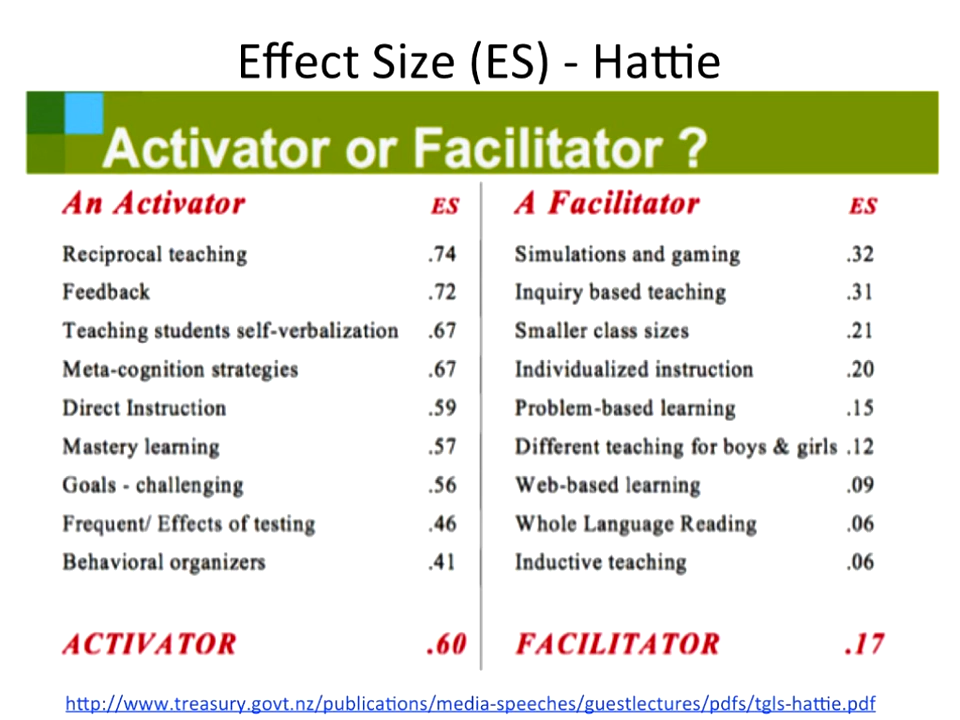 Effect Size (ES) - Hattie
Activator or Facilitator ?
An Activator ES
Reciprocal teaching .74
Feedback .72
Teaching students self-verbalization .67
Meta-cognition strategies .67
Direct Instruction .59
Mastery learning .57
Goals - challenging .56
Frequent/ Effects of testing .46
Behavioral organizers .41
ACTIVATOR .60
A Facilitator ES
Simulations and gaming .32
Inquiry based teaching .31
Smaller class sizes .21
Individualized instruction .20
Problem-based learning .15
Different teaching for boys & girls .12
Web-based learning .09
Whole Language Reading .06
Inductive teaching .06
FACILITATOR .17
http://www.treasury.govt.nz/publications/media-speeches/guestlectures/pdfs/tgls-hattie.pdf